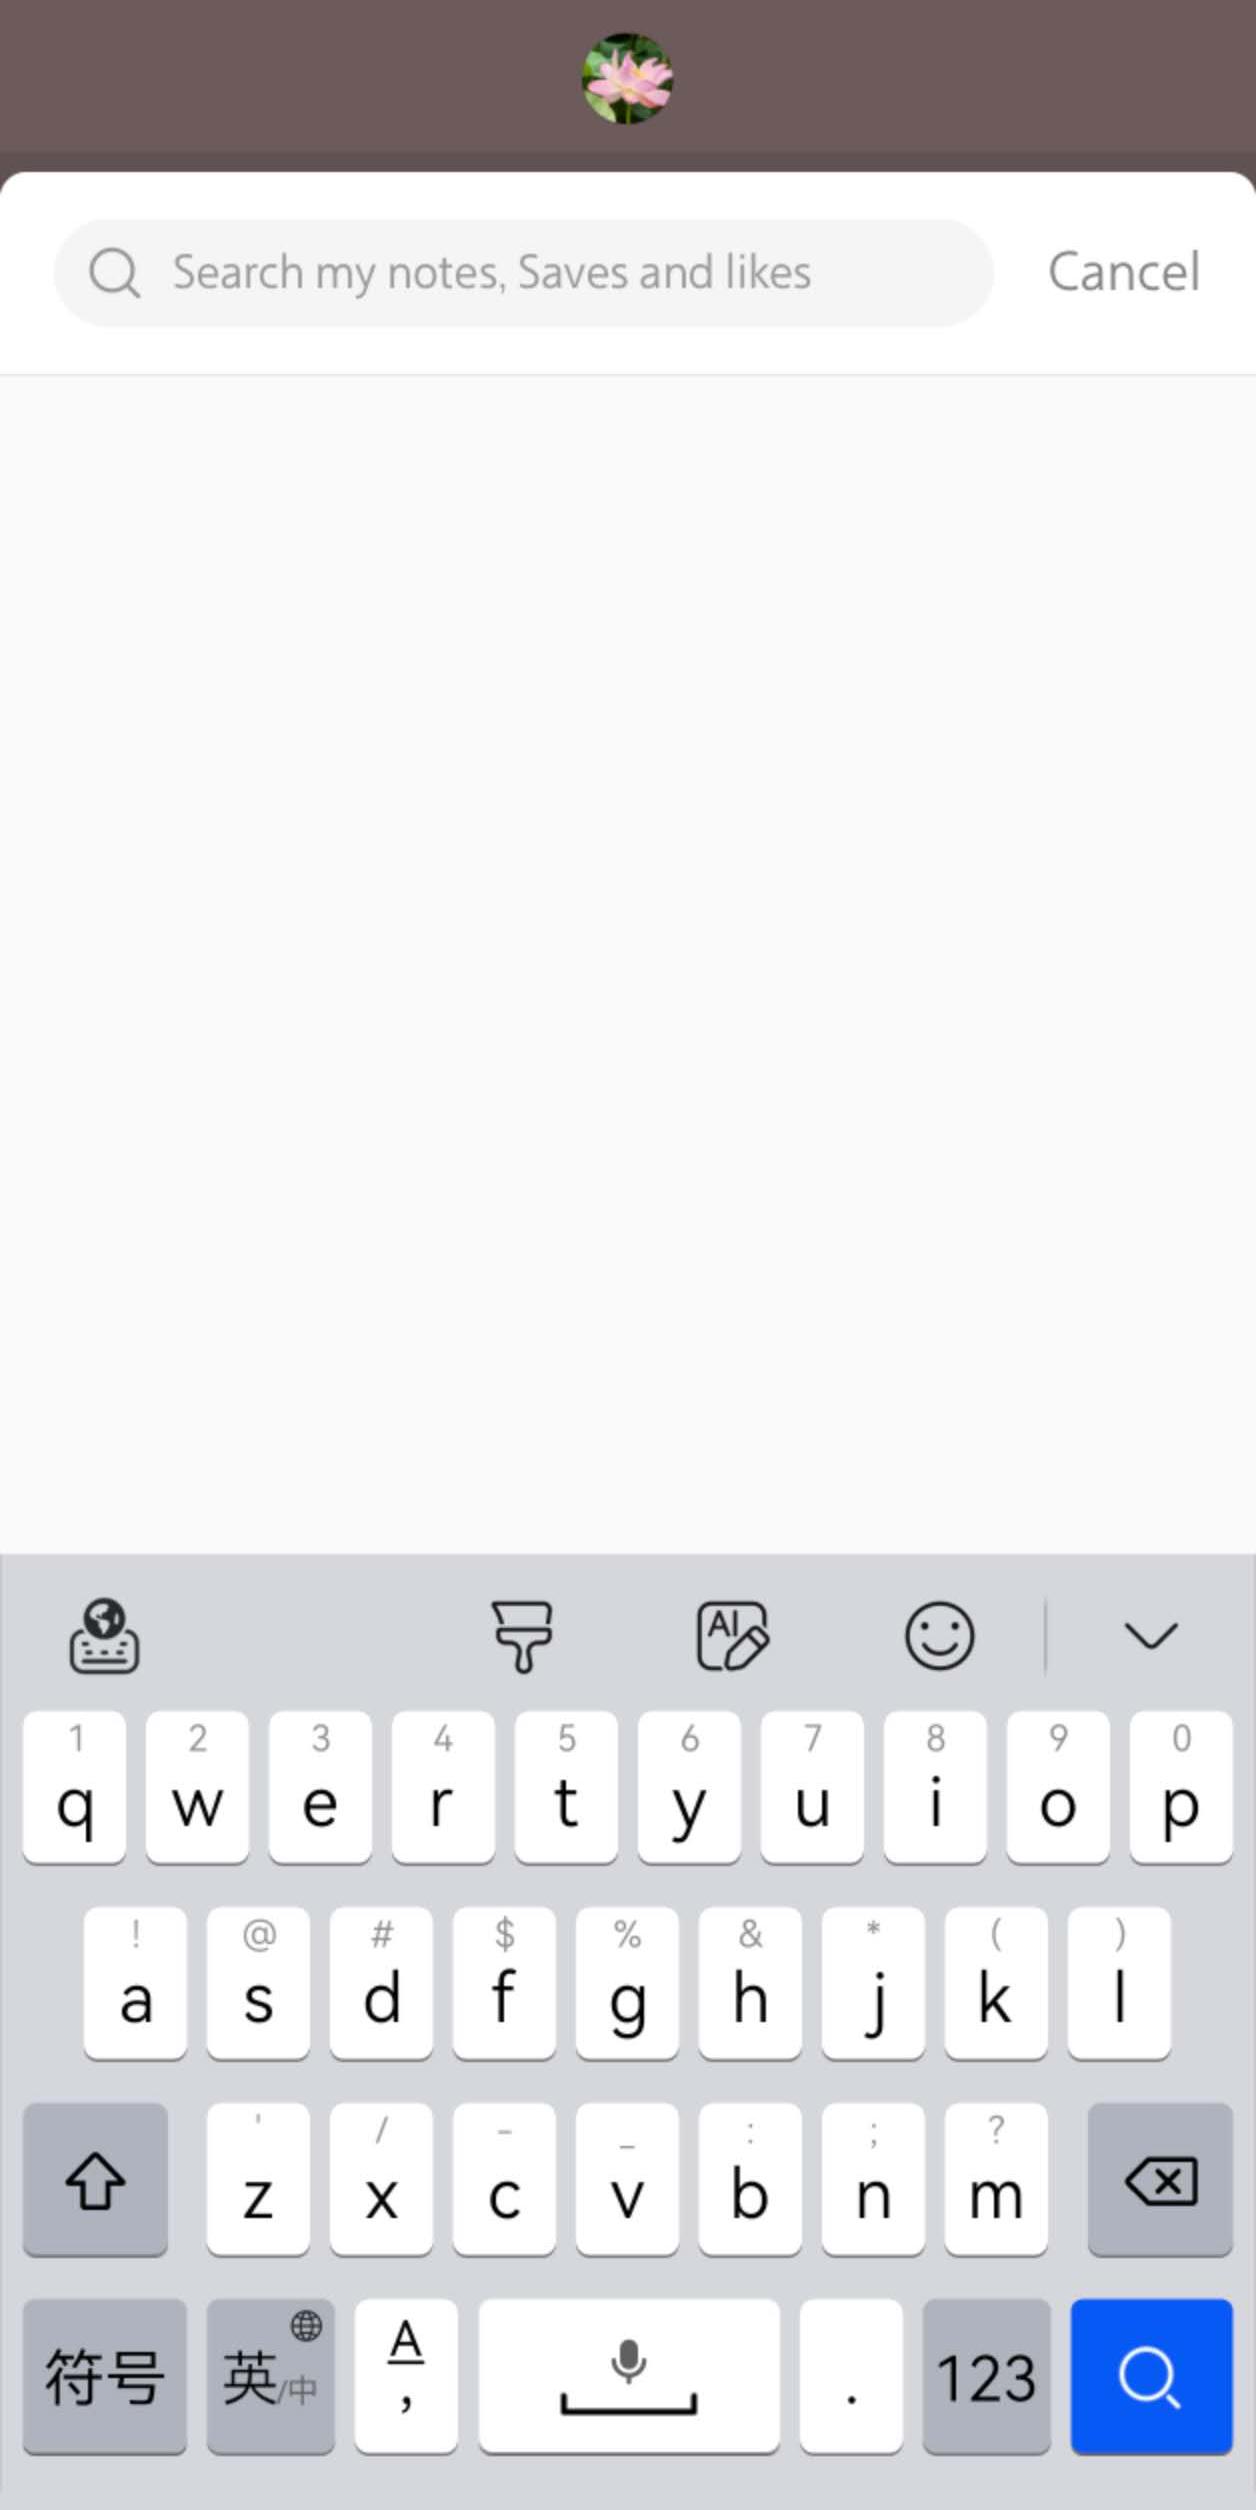 Search my notes, Saves and likes Cancel
AI
1 2 3 4 5 6 7 8 9 0
q w e r t y u i o p
! @ # $ % & * ( )
a s d f g h j k l
' / - _ : ; ?
z x c v b n m
符号 英/中 A , . 123